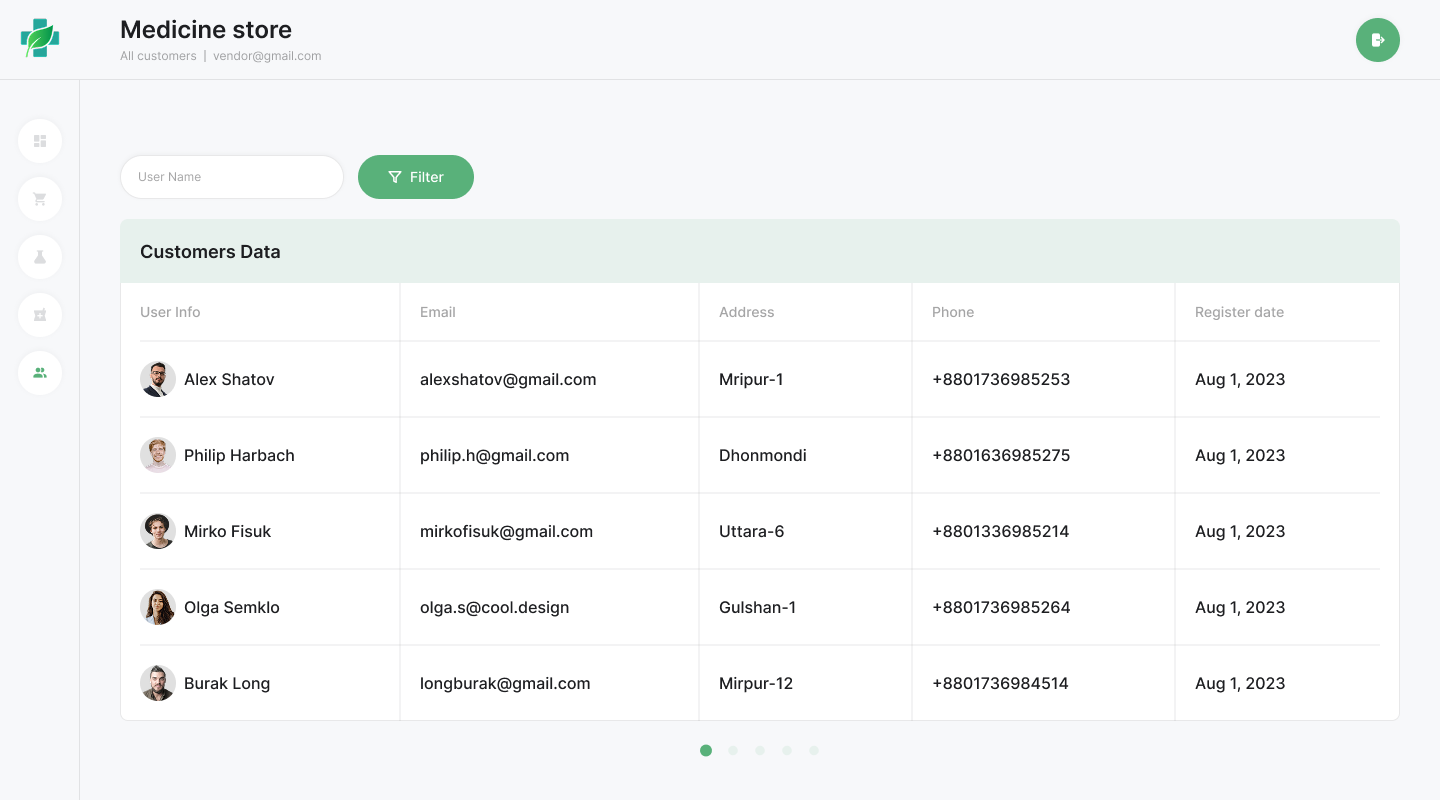 Medicine store
All customers | vendor@gmail.com
User Name
Filter
Customers Data
User Info Email Address Phone Register date
Alex Shatov alexshatov@gmail.com Mripur-1 +8801736985253 Aug 1, 2023
Philip Harbach philip.h@gmail.com Dhonmondi +8801636985275 Aug 1, 2023
Mirko Fisuk mirkofisuk@gmail.com Uttara-6 +8801336985214 Aug 1, 2023
Olga Semklo olga.s@cool.design Gulshan-1 +8801736985264 Aug 1, 2023
Burak Long longburak@gmail.com Mirpur-12 +8801736984514 Aug 1, 2023